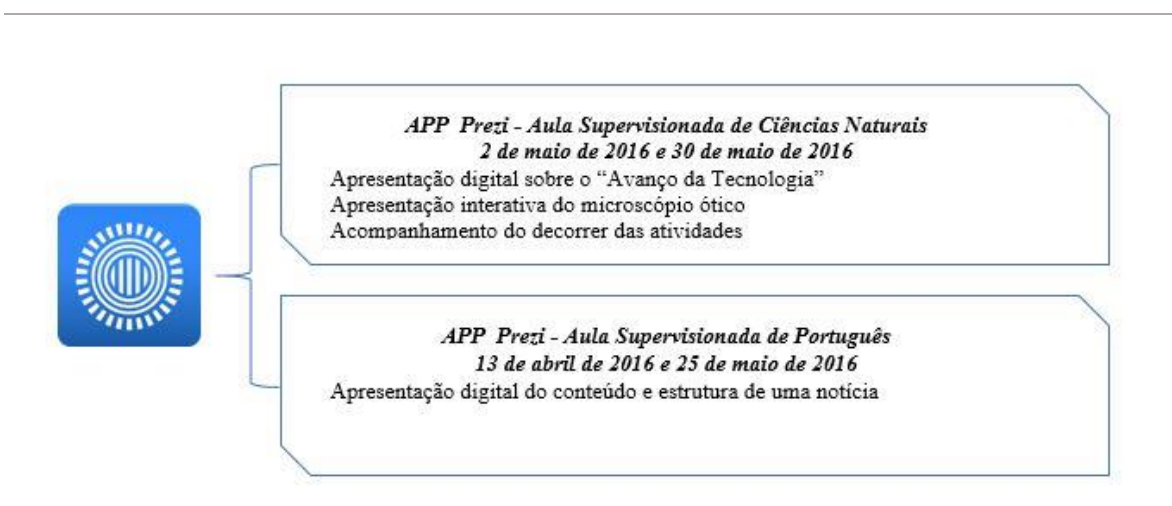 APP Prezi - Aula Supervisionada de Ciências Naturais
2 de maio de 2016 e 30 de maio de 2016
Apresentação digital sobre o “Avanço da Tecnologia”
Apresentação interativa do microscópio ótico
Acompanhamento do decorrer das atividades
APP Prezi - Aula Supervisionada de Português
13 de abril de 2016 e 25 de maio de 2016
Apresentação digital do conteúdo e estrutura de uma notícia